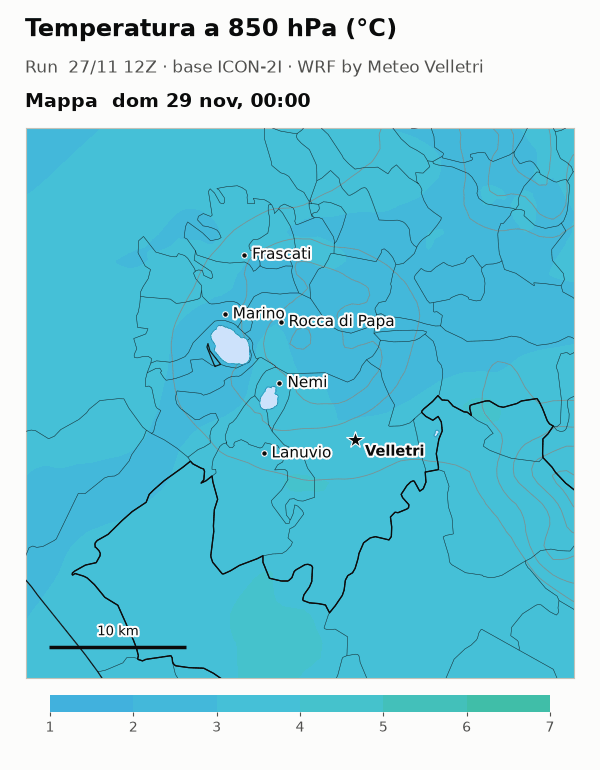 Temperatura a 850 hPa (°C)
Run  27/11 12Z · base ICON-2I · WRF by Meteo Velletri
Mappa  dom 29 nov, 00:00
Frascati
Marino
Rocca di Papa
Nemi
Velletri
Lanuvio
10 km
1 2 3 4 5 6 7